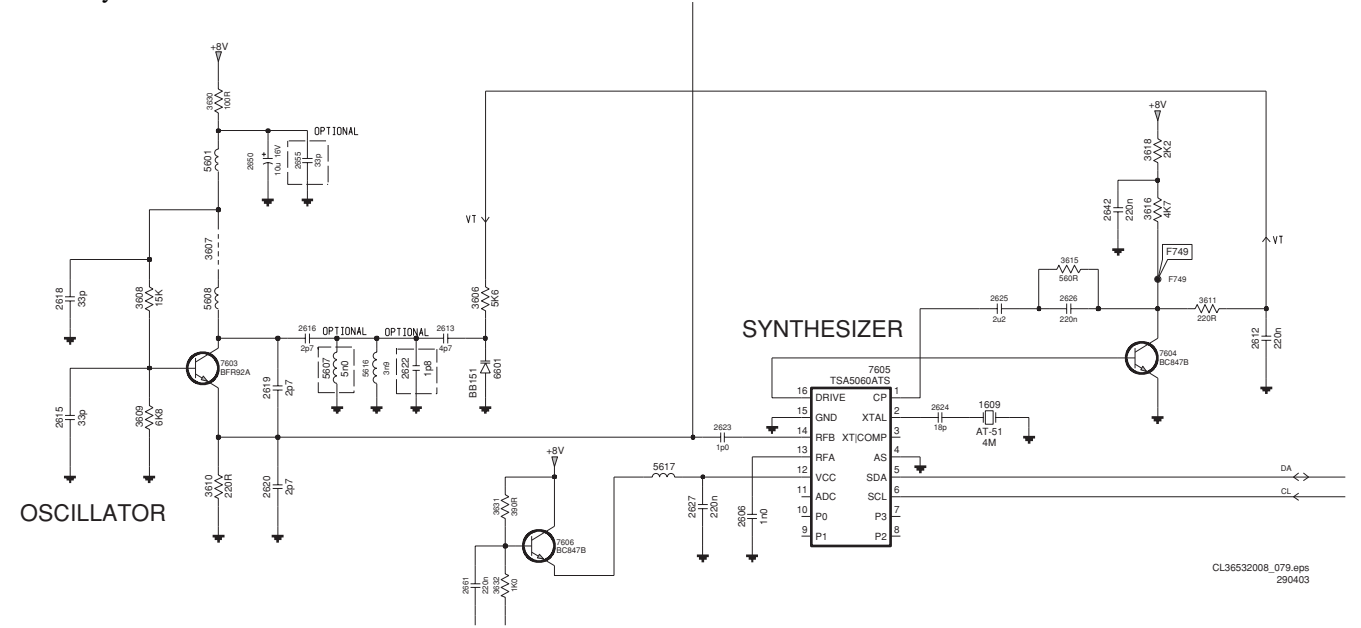 +8V
3630
100R
OPTIONAL
5601
2650
10u 16V
2655
33p
+8V
3618
2K2
2642
220n
3616
4K7
VT
VT
F749
F749
3607
3615
560R
2618
33p
3608
15K
5608
3606
5K6
2625
2u2
2626
220n
3611
220R
2612
220n
SYNTHESIZER
2616
2p7
OPTIONAL
OPTIONAL
2613
4p7
7603
BFR92A
5607
5n0
5616
3n9
2622
1p8
BB151
6601
7604
BC847B
2619
2p7
7605
TSA5060ATS
2615
33p
3609
6K8
16 DRIVE CP 1
15 GND XTAL 2
14 RFB XT|COMP 3
13 RFA AS 4
12 VCC SDA 5
11 ADC SCL 6
10 P0 P3 7
9 P1 P2 8
2624
18p
1609
AT-51
4M
2623
1p0
3610
220R
2620
2p7
+8V
5617
DA
CL
OSCILLATOR
3631
390R
2627
220n
2606
1n0
7606
BC847B
2661
220n
3632
1K0
CL36532008_079.eps
290403